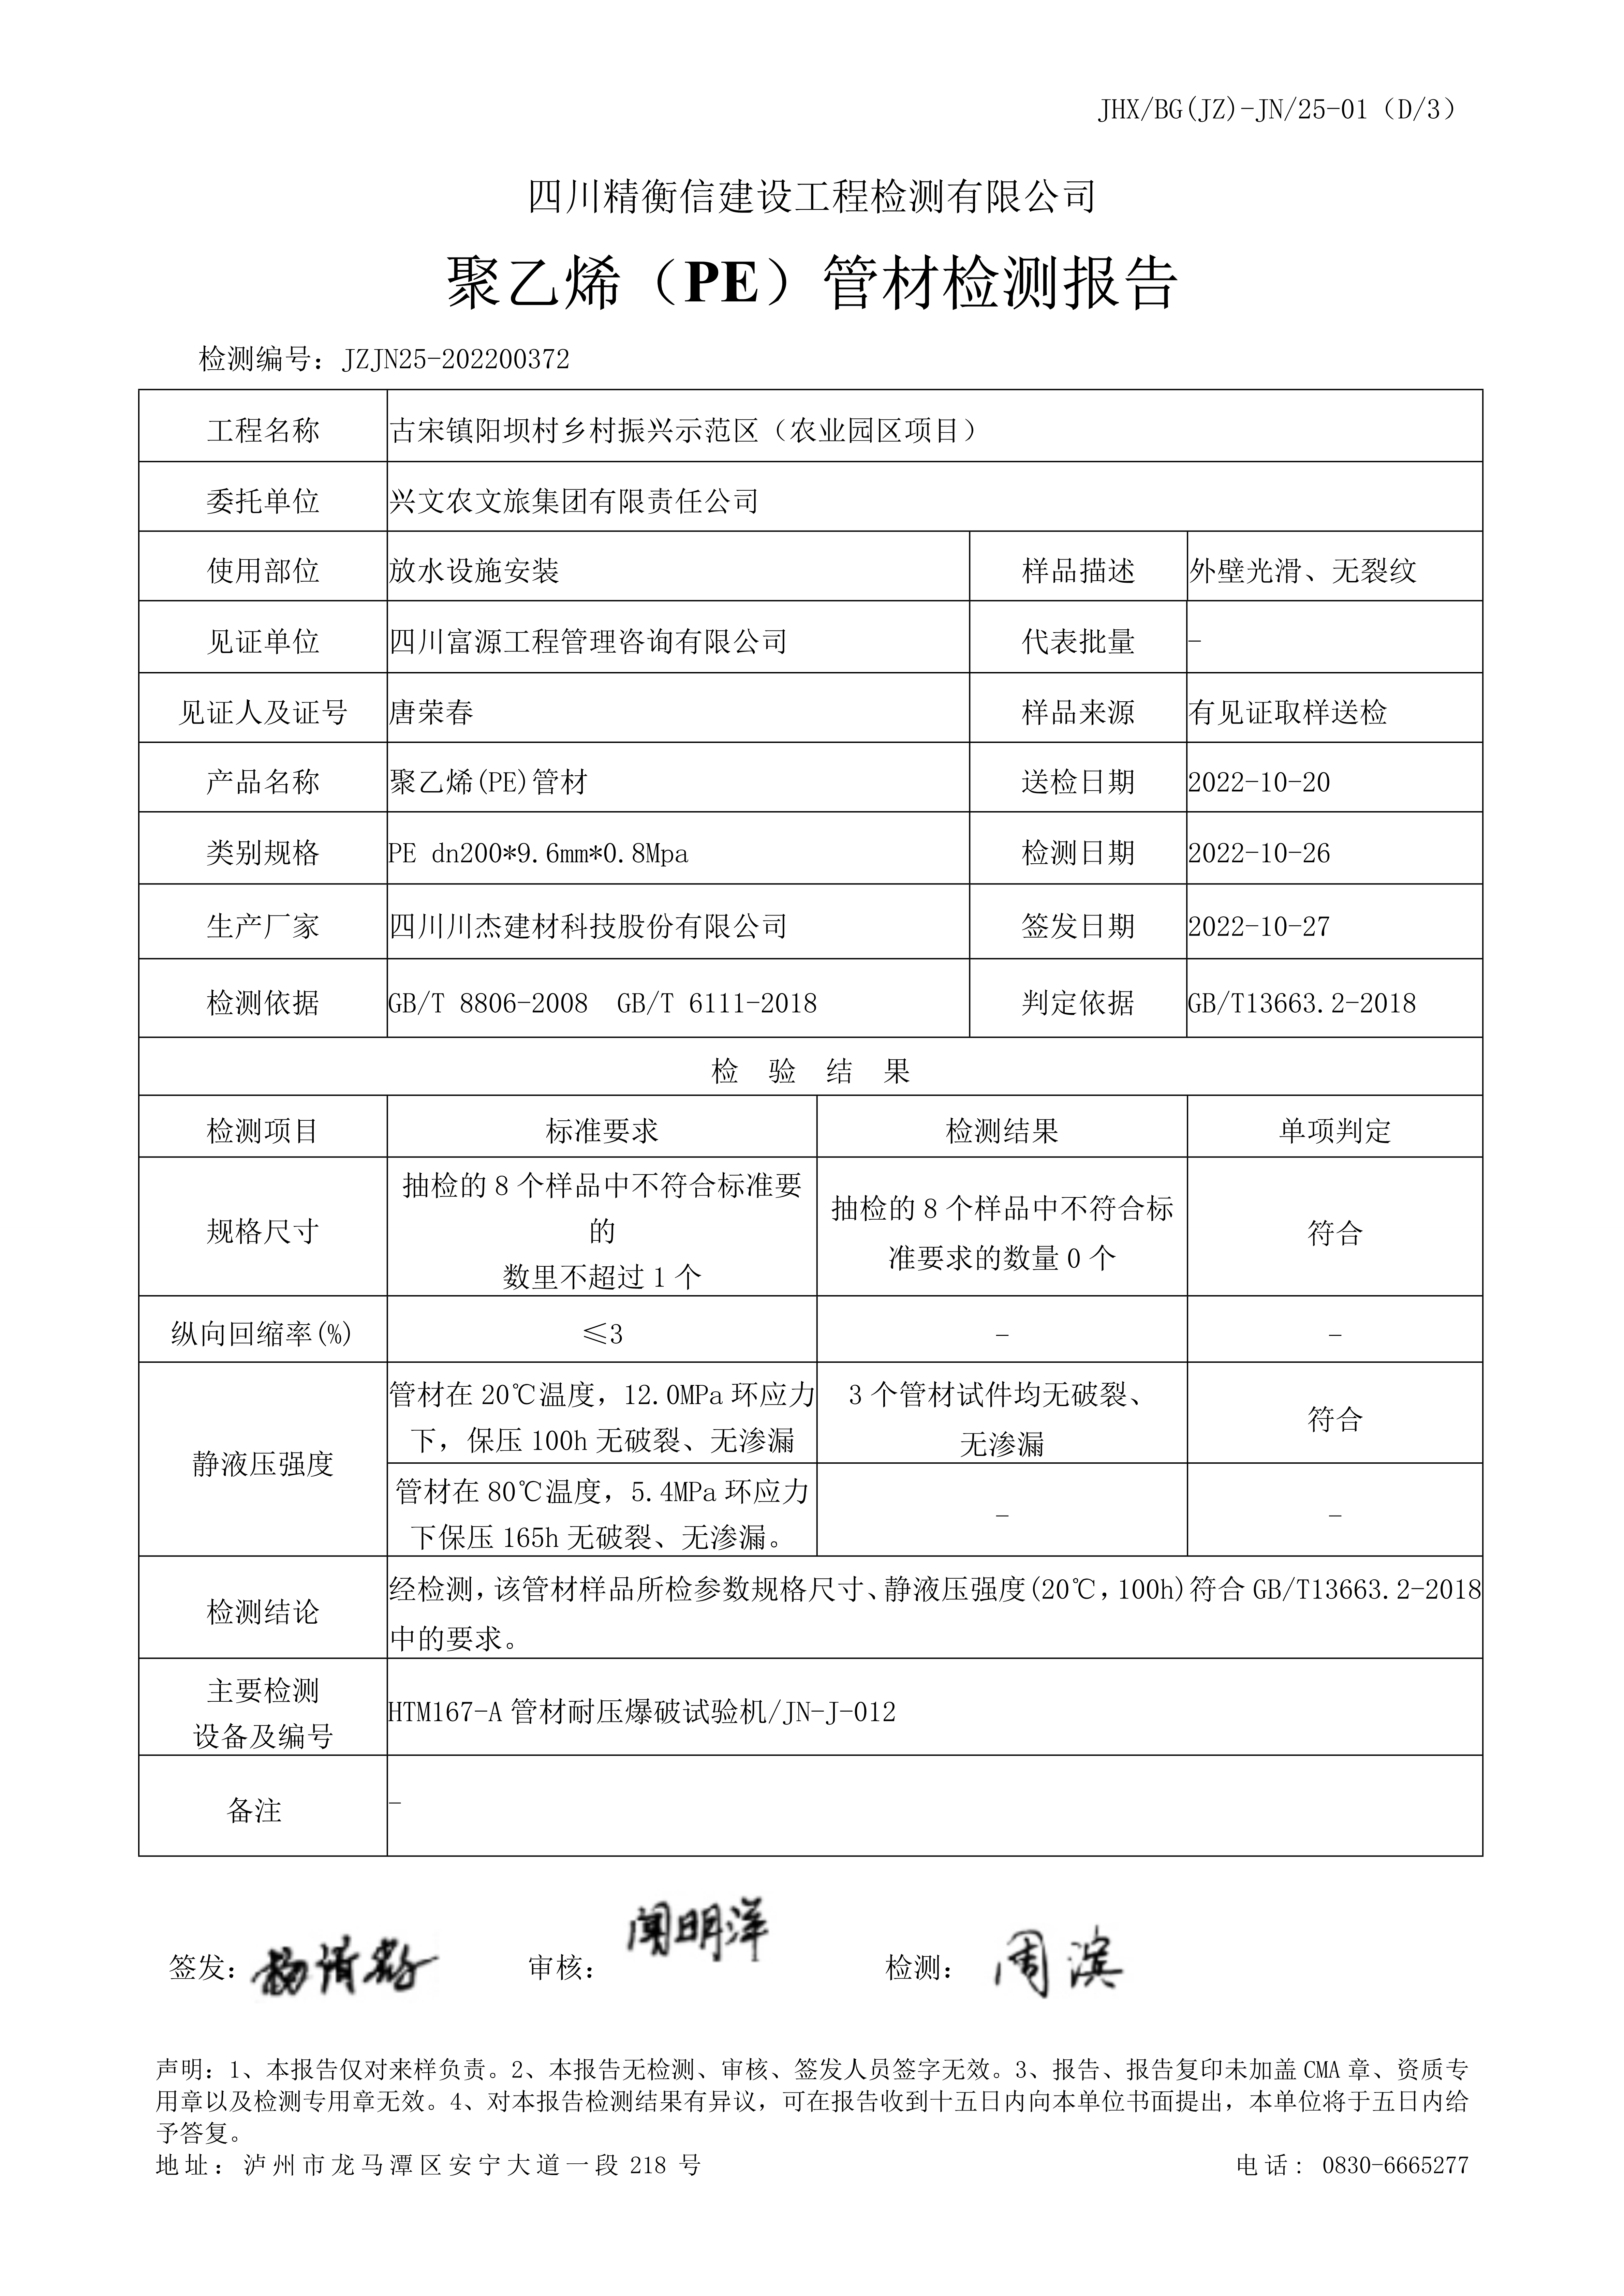 JHX/BG(JZ)-JN/25-01（D/3）
四川精衡信建设工程检测有限公司
聚乙烯（PE）管材检测报告
检测编号：JZJN25-202200372
工程名称 古宋镇阳坝村乡村振兴示范区（农业园区项目）
委托单位 兴文农文旅集团有限责任公司
使用部位 放水设施安装 样品描述 外壁光滑、无裂纹
见证单位 四川富源工程管理咨询有限公司 代表批量 -
见证人及证号 唐荣春 样品来源 有见证取样送检
产品名称 聚乙烯(PE)管材 送检日期 2022-10-20
类别规格 PE dn200*9.6mm*0.8Mpa 检测日期 2022-10-26
生产厂家 四川川杰建材科技股份有限公司 签发日期 2022-10-27
检测依据 GB/T 8806-2008 GB/T 6111-2018 判定依据 GB/T13663.2-2018
检 验 结 果
检测项目 标准要求 检测结果 单项判定
规格尺寸
抽检的 8 个样品中不符合标准要
的
数里不超过 1 个
抽检的 8 个样品中不符合标
准要求的数量 0 个
符合
纵向回缩率(%) ≤3 - -
静液压强度
管材在 20℃温度，12.0MPa 环应力
下，保压 100h 无破裂、无渗漏
3 个管材试件均无破裂、
无渗漏
符合
管材在 80℃温度，5.4MPa 环应力
下保压 165h 无破裂、无渗漏。
-
-
检测结论
经检测，该管材样品所检参数规格尺寸、静液压强度(20℃，100h)符合 GB/T13663.2-2018
中的要求。
主要检测
设备及编号
HTM167-A 管材耐压爆破试验机/JN-J-012
备注 -
签发： 审核：闻明洋 检测：周滨
声明：1、本报告仅对来样负责。2、本报告无检测、审核、签发人员签字无效。3、报告、报告复印未加盖 CMA 章、资质专
用章以及检测专用章无效。4、对本报告检测结果有异议，可在报告收到十五日内向本单位书面提出，本单位将于五日内给
予答复。
地址：泸州市龙马潭区安宁大道一段 218 号 电话：0830-6665277